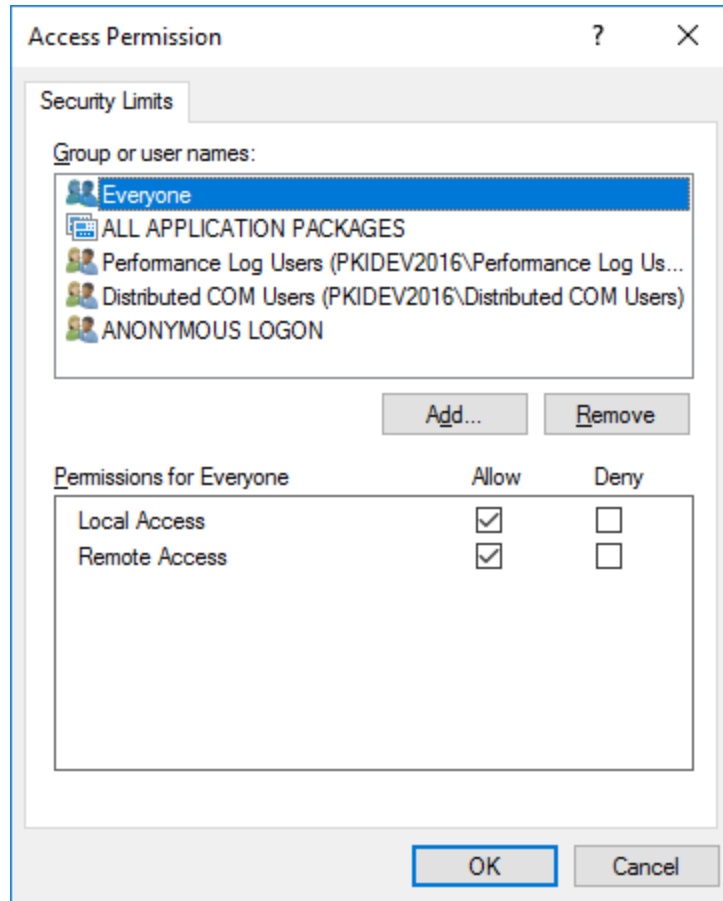 Access Permission ?
Security Limits
Group or user names:
Everyone
ALL APPLICATION PACKAGES
Performance Log Users (PKIDEV2016\Performance Log Us...
Distributed COM Users (PKIDEV2016\Distributed COM Users)
ANONYMOUS LOGON
Add... Remove
Permissions for Everyone Allow Deny
Local Access
Remote Access
OK Cancel